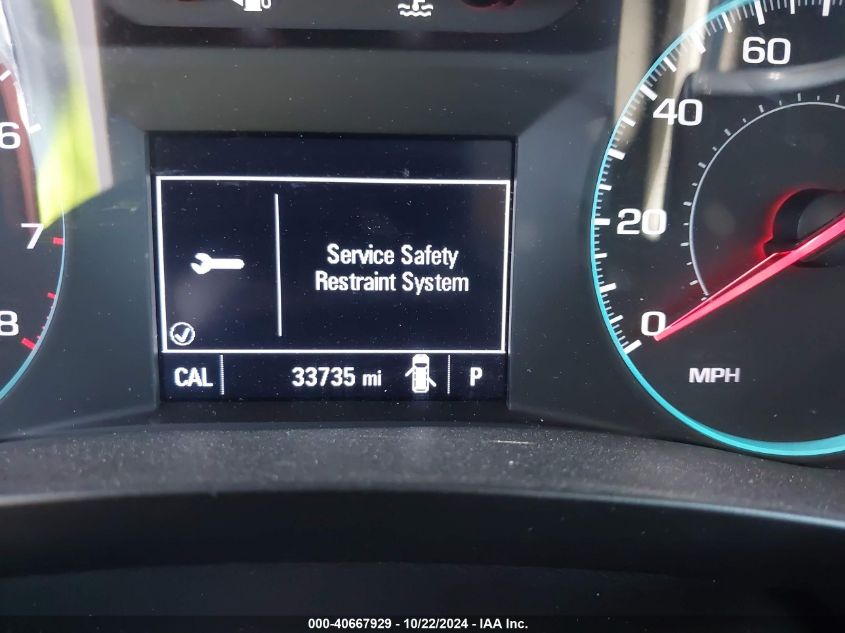 60
6
40
7
20
Service Safety
Restraint System
8
0
CAL 33735 mi P
MPH
000-40667929 - 10/22/2024 - IAA Inc.